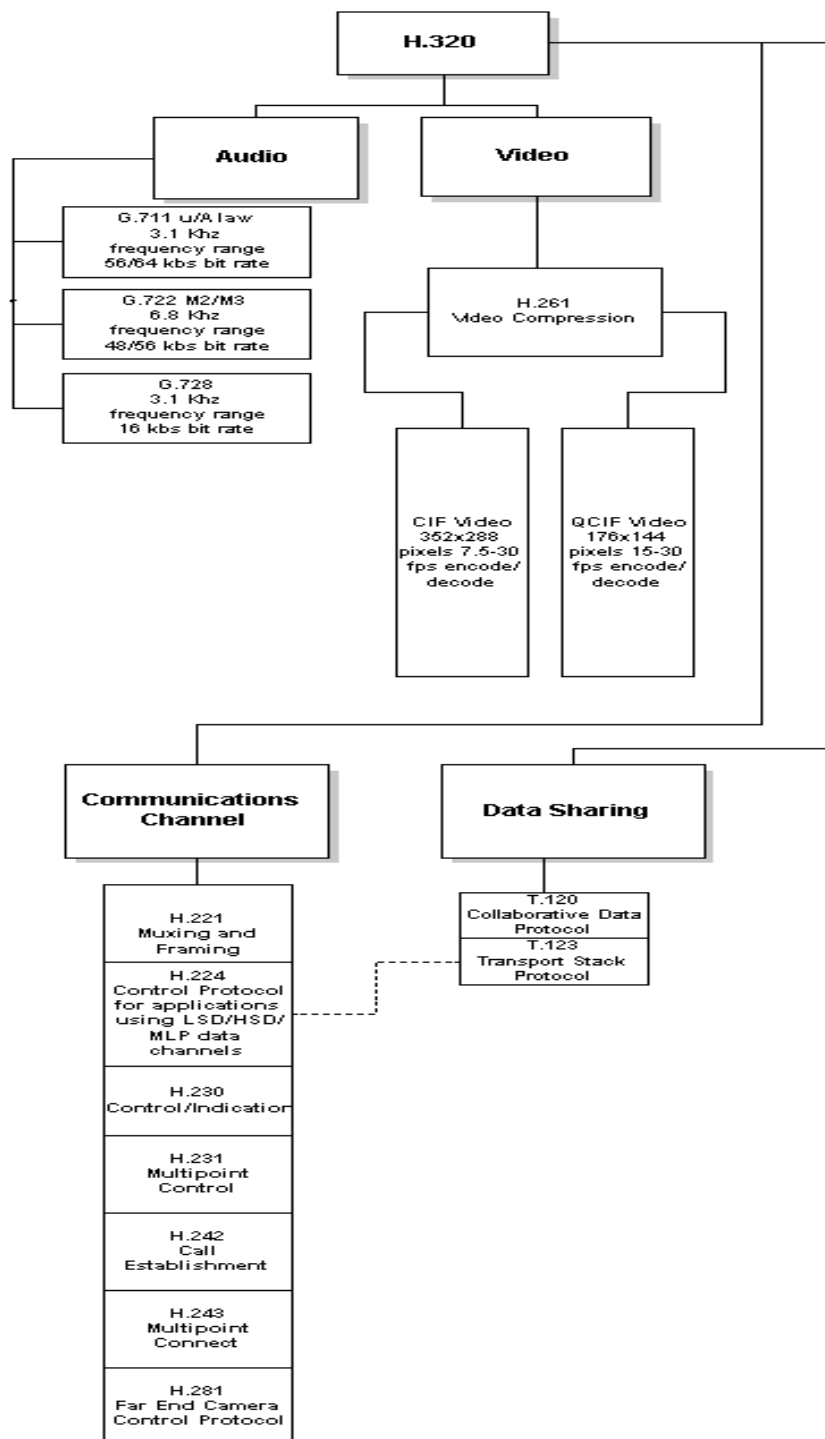 H.320
Audio
Video
G.711 u/A law
3.1 Khz
frequency range
56/64 kbs bit rate
G.722 M2/M3
6.8 Khz
frequency range
48/56 kbs bit rate
G.728
3.1 Khz
frequency range
16 kbs bit rate
H.261
Video Compression
CIF Video
352x288
pixels 7.5-30
fps encode/
decode
QCIF Video
176x144
pixels 15-30
fps encode/
decode
Communications
Channel
Data Sharing
H.221
Muxing and
Framing
H.224
Control Protocol
for applications
using LSD/HSD/
MLP data
channels
H.230
Control/Indication
H.231
Multipoint
Control
H.242
Call
Establishment
H.243
Multipoint
Connect
H.281
Far End Camera
Control Protocol
T.120
Collaborative Data
Protocol
T.123
Transport Stack
Protocol